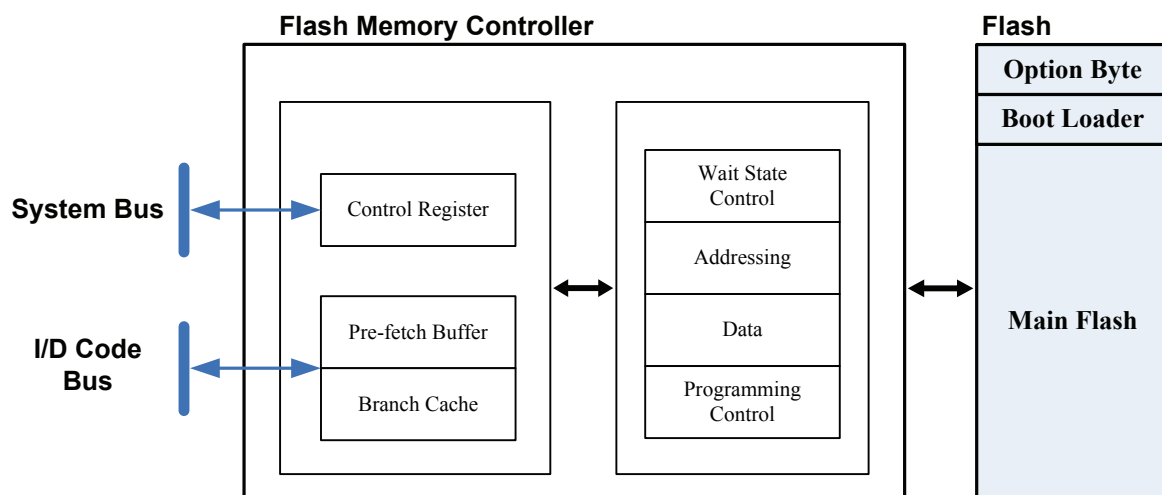 Flash Memory Controller
Flash
System Bus
I/D Code
Bus
Control Register
Pre-fetch Buffer
Branch Cache
Wait State
Control
Addressing
Data
Programming
Control
Option Byte
Boot Loader
Main Flash